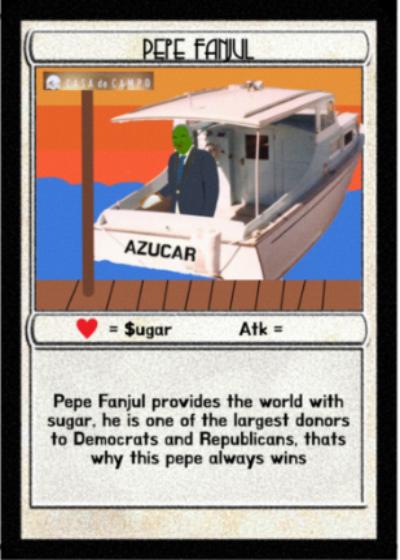 PEPE FANJUL
CASA de CAMPO
AZUCAR
= $ugar Atk =
Pepe Fanjul provides the world with
sugar, he is one of the largest donors
to Democrats and Republicans, thats
why this pepe always wins